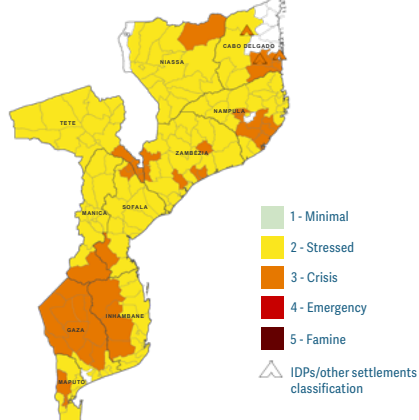 CABO DELGADO
NIASSA
NAMPULA
TETE
ZAMBEZIA
SOFALA
MANICA
1 - Minimal
2 - Stressed
3 - Crisis
4 - Emergency
5 - Famine
IDPs/other settlements
classification
INHAMBANE
GAZA
MAPUTO